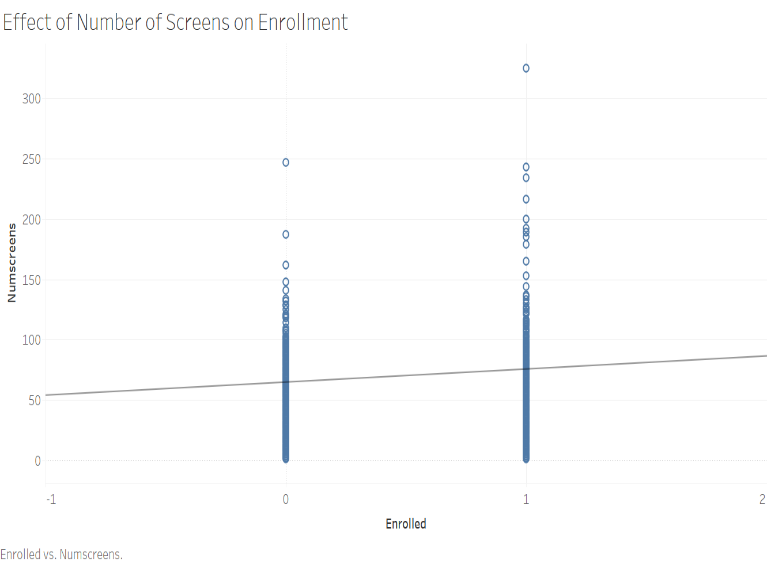 Effect of Number of Screens on Enrollment
300
250
200
150
100
50
0
Numscreens
-1
0
1
2
Enrolled
Enrolled vs. Numscreens.